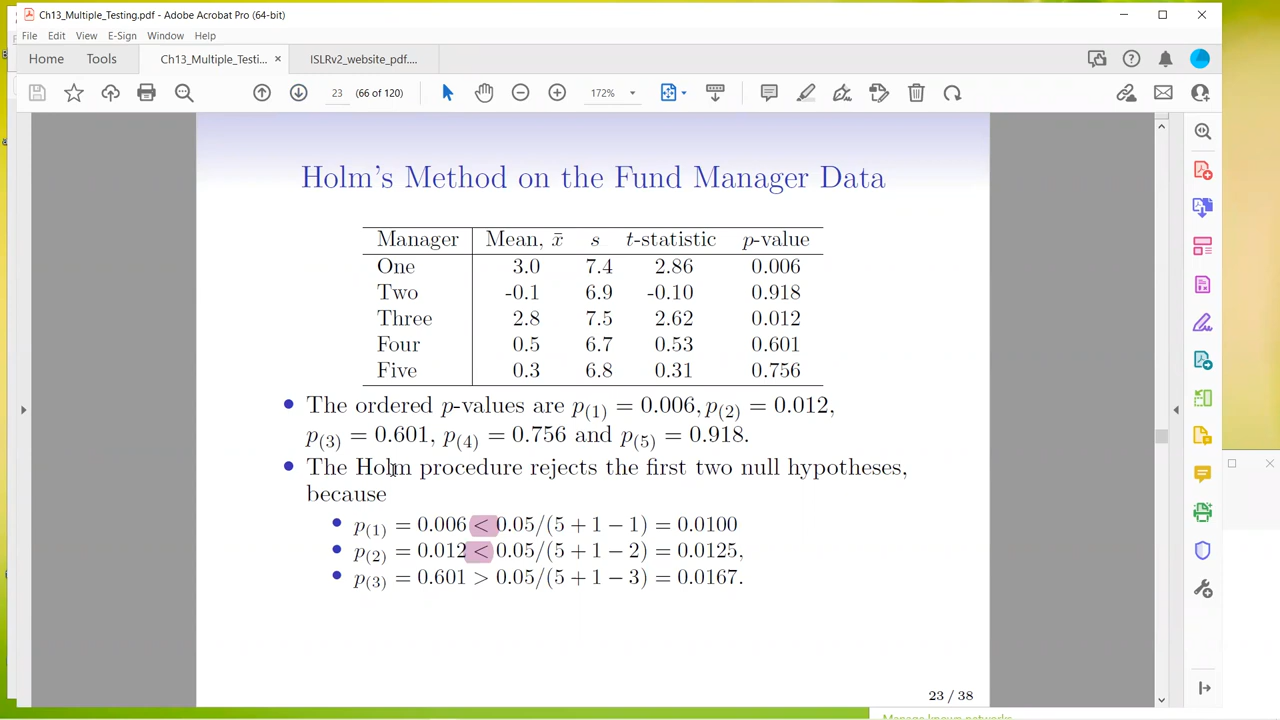 Ch13_Multiple_Testing.pdf - Adobe Acrobat Pro (64-bit)
File Edit View E-Sign Window Help
Home Tools Ch13_Multiple_Testi... × ISLRv2_website_pdf....
23 (66 of 120) 172%
Holm's Method on the Fund Manager Data
Manager Mean, x̄ s t-statistic p-value
One 3.0 7.4 2.86 0.006
Two -0.1 6.9 -0.10 0.918
Three 2.8 7.5 2.62 0.012
Four 0.5 6.7 0.53 0.601
Five 0.3 6.8 0.31 0.756
• The ordered p-values are p(1) = 0.006, p(2) = 0.012,
p(3) = 0.601, p(4) = 0.756 and p(5) = 0.918.
• The Holm procedure rejects the first two null hypotheses,
because
• p(1) = 0.006 < 0.05/(5 + 1 − 1) = 0.0100
• p(2) = 0.012 < 0.05/(5 + 1 − 2) = 0.0125,
• p(3) = 0.601 > 0.05/(5 + 1 − 3) = 0.0167.
23 / 38
Manage known networks